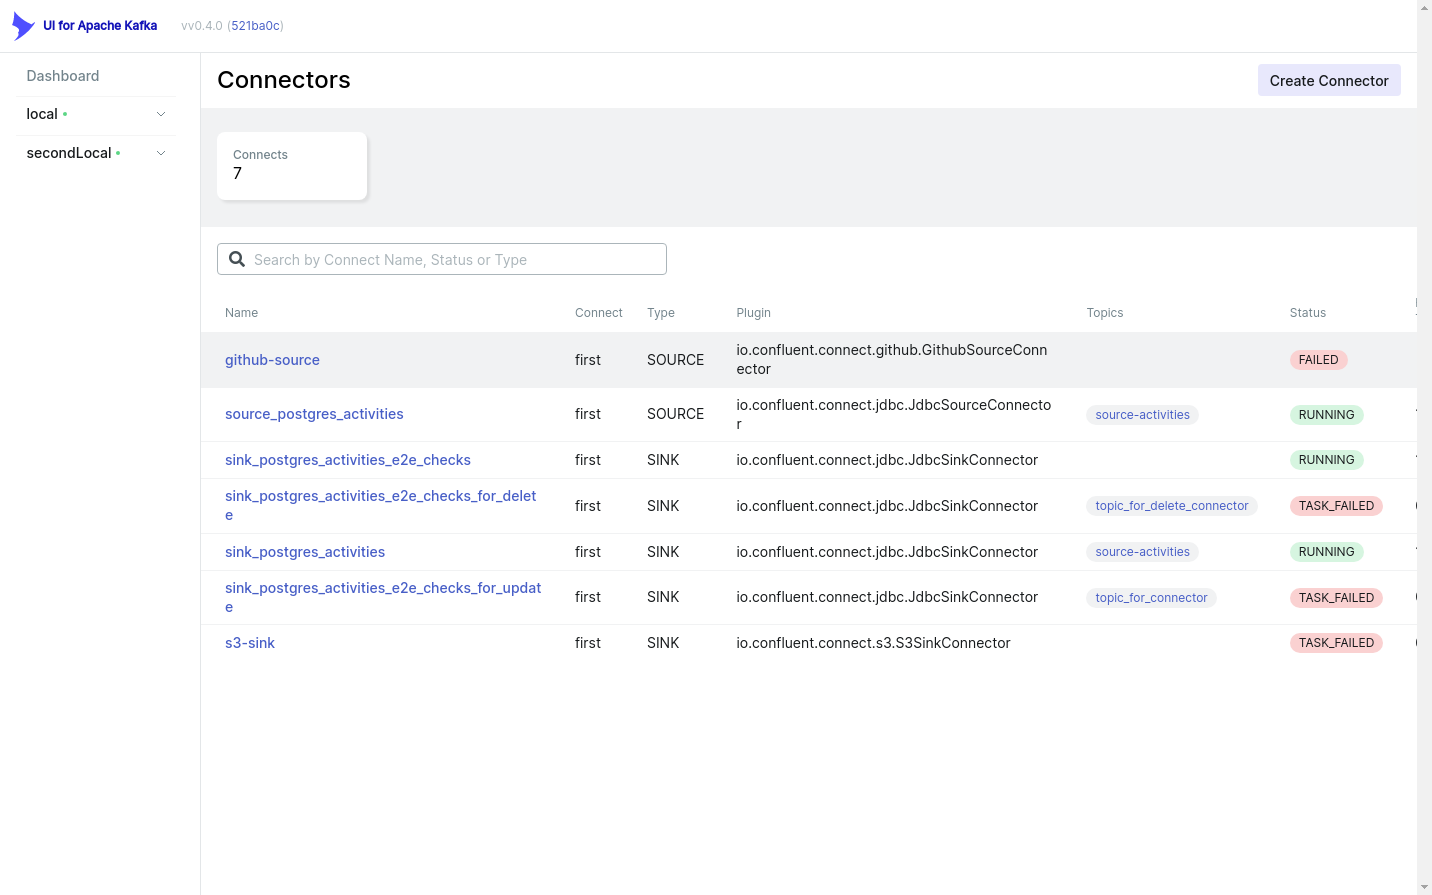 UI for Apache Kafka vv0.4.0 (521ba0c)
Dashboard
local
secondLocal
Connectors
Create Connector
Connects
7
Search by Connect Name, Status or Type
Name Connect Type Plugin Topics Status
github-source first SOURCE io.confluent.connect.github.GithubSourceConn
ector FAILED
source_postgres_activities first SOURCE io.confluent.connect.jdbc.JdbcSourceConnecto
r source-activities RUNNING
sink_postgres_activities_e2e_checks first SINK io.confluent.connect.jdbc.JdbcSinkConnector RUNNING
sink_postgres_activities_e2e_checks_for_delet
e first SINK io.confluent.connect.jdbc.JdbcSinkConnector topic_for_delete_connector TASK_FAILED
sink_postgres_activities first SINK io.confluent.connect.jdbc.JdbcSinkConnector source-activities RUNNING
sink_postgres_activities_e2e_checks_for_updat
e first SINK io.confluent.connect.jdbc.JdbcSinkConnector topic_for_connector TASK_FAILED
s3-sink first SINK io.confluent.connect.s3.S3SinkConnector TASK_FAILED